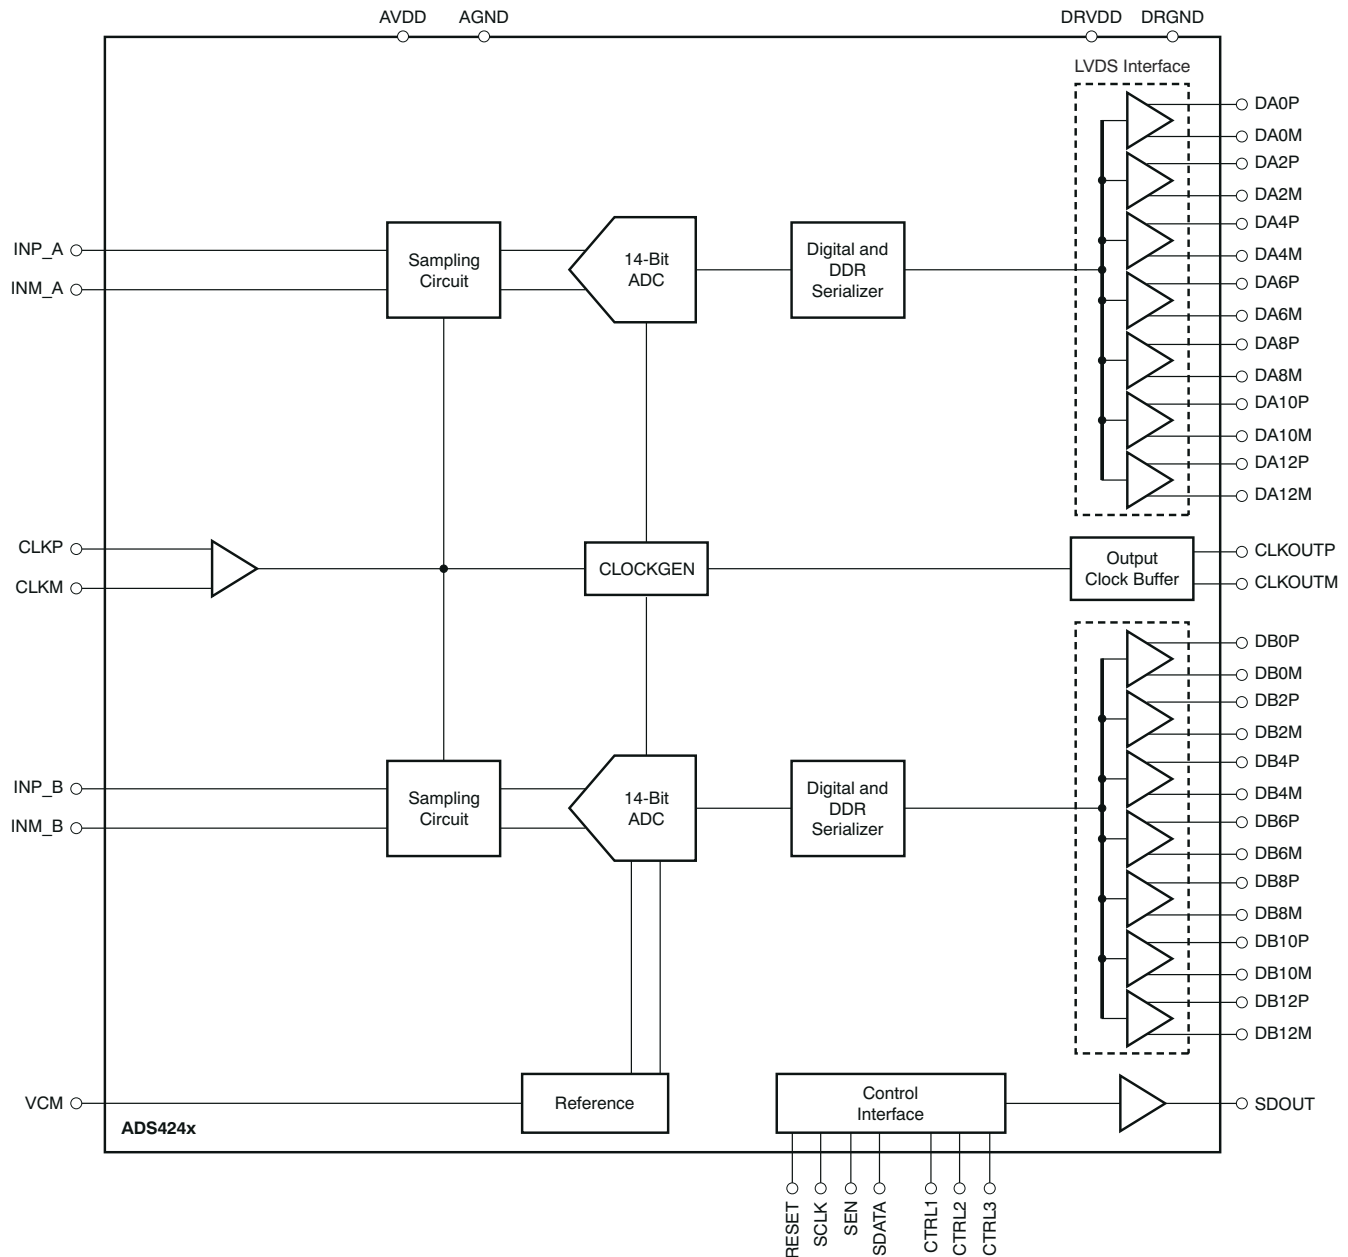 AVDD AGND DRVDD DRGND
LVDS Interface
DA0P
DA0M
DA2P
DA2M
DA4P
INP_A
Sampling
Circuit
14-Bit
ADC
Digital and
DDR
Serializer
DA4M
INM_A
DA6P
DA6M
DA8P
DA8M
DA10P
DA10M
DA12P
DA12M
CLKP
CLKM
CLOCKGEN
Output
Clock Buffer
CLKOUTP
CLKOUTM
DB0P
DB0M
DB2P
DB2M
DB4P
INP_B
INM_B
Sampling
Circuit
14-Bit
ADC
Digital and
DDR
Serializer
DB4M
DB6P
DB6M
DB8P
DB8M
DB10P
DB10M
DB12P
DB12M
VCM
Reference
Control
Interface
SDOUT
ADS424x
RESET
SCLK
SEN
SDATA
CTRL1
CTRL2
CTRL3